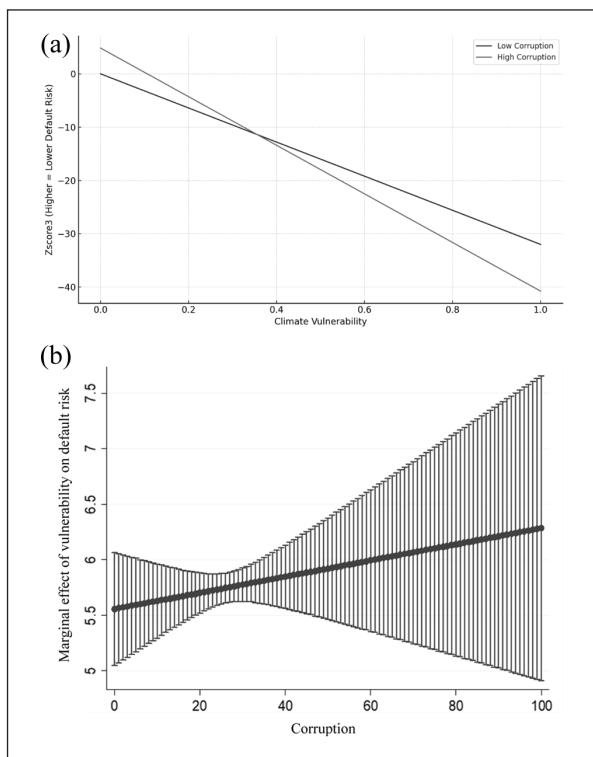 (a)
Low Corruption
High Corruption
Zscore3 (Higher = Lower Default Risk)
0
−10
−20
−30
−40
0.0 0.2 0.4 0.6 0.8 1.0
Climate Vulnerability
(b)
Marginal effect of vulnerability on default risk
7.5
7
6.5
6
5.5
5
0 20 40 60 80 100
Corruption